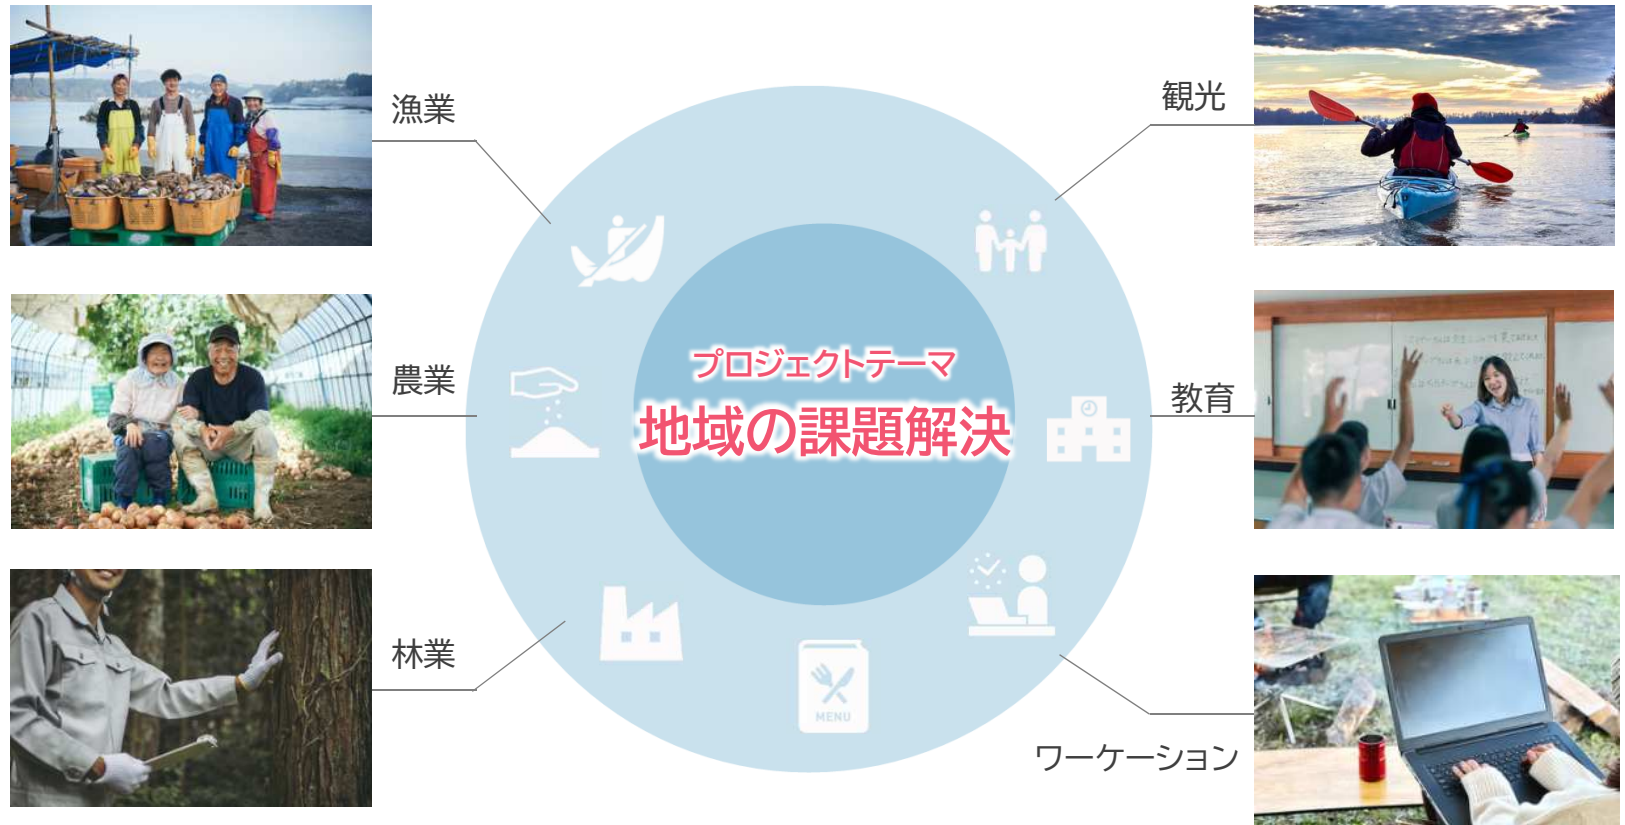 漁業
観光
農業
プロジェクトテーマ
地域の課題解決
教育
林業
MENU
ワーケーション